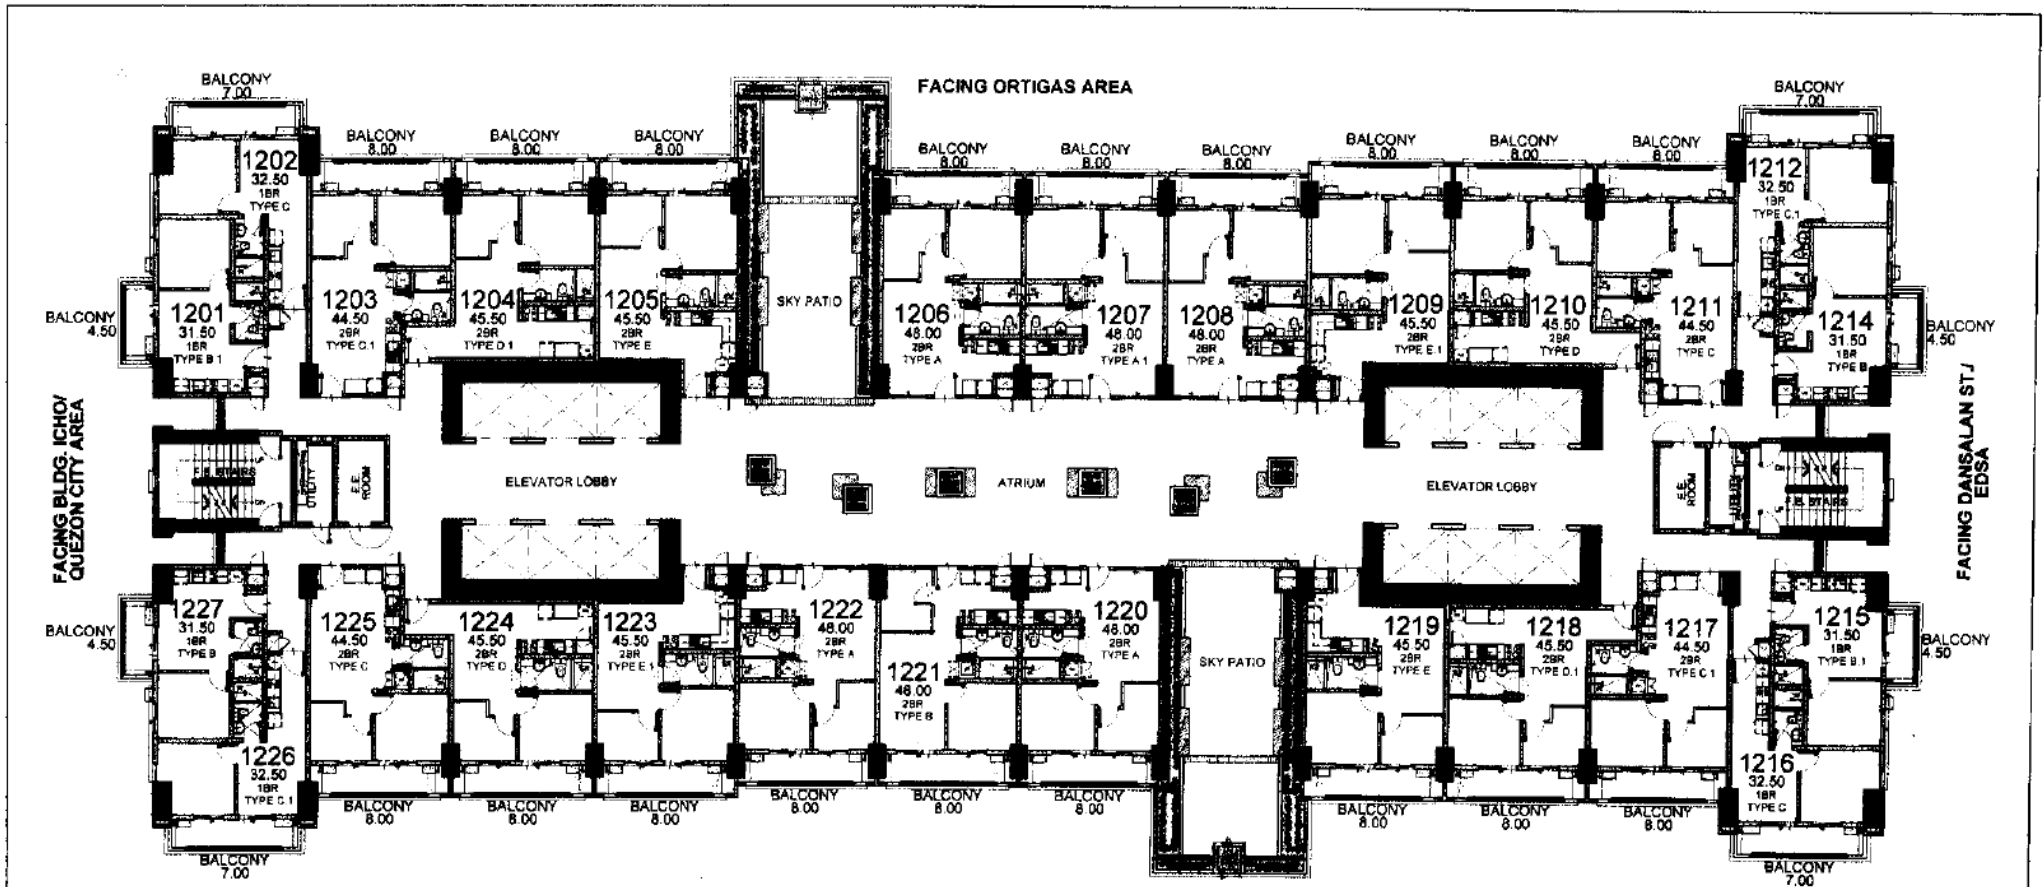 FACING ORTIGAS AREA
BALCONY
7.00
BALCONY
8.00
BALCONY
8.00
BALCONY
8.00
BALCONY
8.00
BALCONY
8.00
BALCONY
8.00
BALCONY
8.00
BALCONY
8.00
BALCONY
8.00
BALCONY
7.00
1202
32.50
1BR
TYPE C
1212
32.50
1BR
TYPE C.1
BALCONY
4.50
1201
31.50
1BR
TYPE B 1
1203
44.50
2BR
TYPE C.1
1204
45.50
2BR
TYPE D 1
1205
45.50
2BR
TYPE E
SKY PATIO
1206
48.00
2BR
TYPE A
1207
48.00
2BR
TYPE A 1
1208
48.00
2BR
TYPE A
1209
45.50
2BR
TYPE E.1
1210
45.50
2BR
TYPE D
1211
44.50
2BR
TYPE C
1214
31.50
1BR
TYPE B
BALCONY
4.50
FACING BLDG. ICHO/
QUEZON CITY AREA
F.E. STAIRS
UTILITY
E.E.
ROOM
ELEVATOR LOBBY
ATRIUM
ELEVATOR LOBBY
E.E.
ROOM
UTILITY
F.E. STAIRS
FACING DANSALAN ST./
EDSA
BALCONY
4.50
1227
31.50
1BR
TYPE B
1225
44.50
2BR
TYPE C
1224
45.50
2BR
TYPE D
1223
45.50
2BR
TYPE E 1
1222
48.00
2BR
TYPE A
1221
48.00
2BR
TYPE B
1220
48.00
2BR
TYPE A
SKY PATIO
1219
45.50
2BR
TYPE E
1218
45.50
2BR
TYPE D.1
1217
44.50
2BR
TYPE C 1
1215
31.50
1BR
TYPE B.1
BALCONY
4.50
1226
32.50
1BR
TYPE C 1
1216
32.50
1BR
TYPE C
BALCONY
7.00
BALCONY
8.00
BALCONY
8.00
BALCONY
8.00
BALCONY
8.00
BALCONY
8.00
BALCONY
8.00
BALCONY
8.00
BALCONY
8.00
BALCONY
8.00
BALCONY
7.00